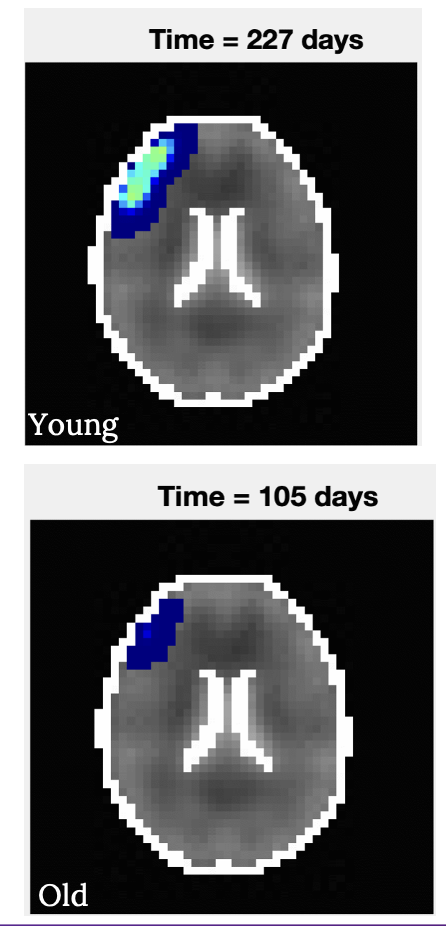 Time = 227 days
Young
Time = 105 days
Old